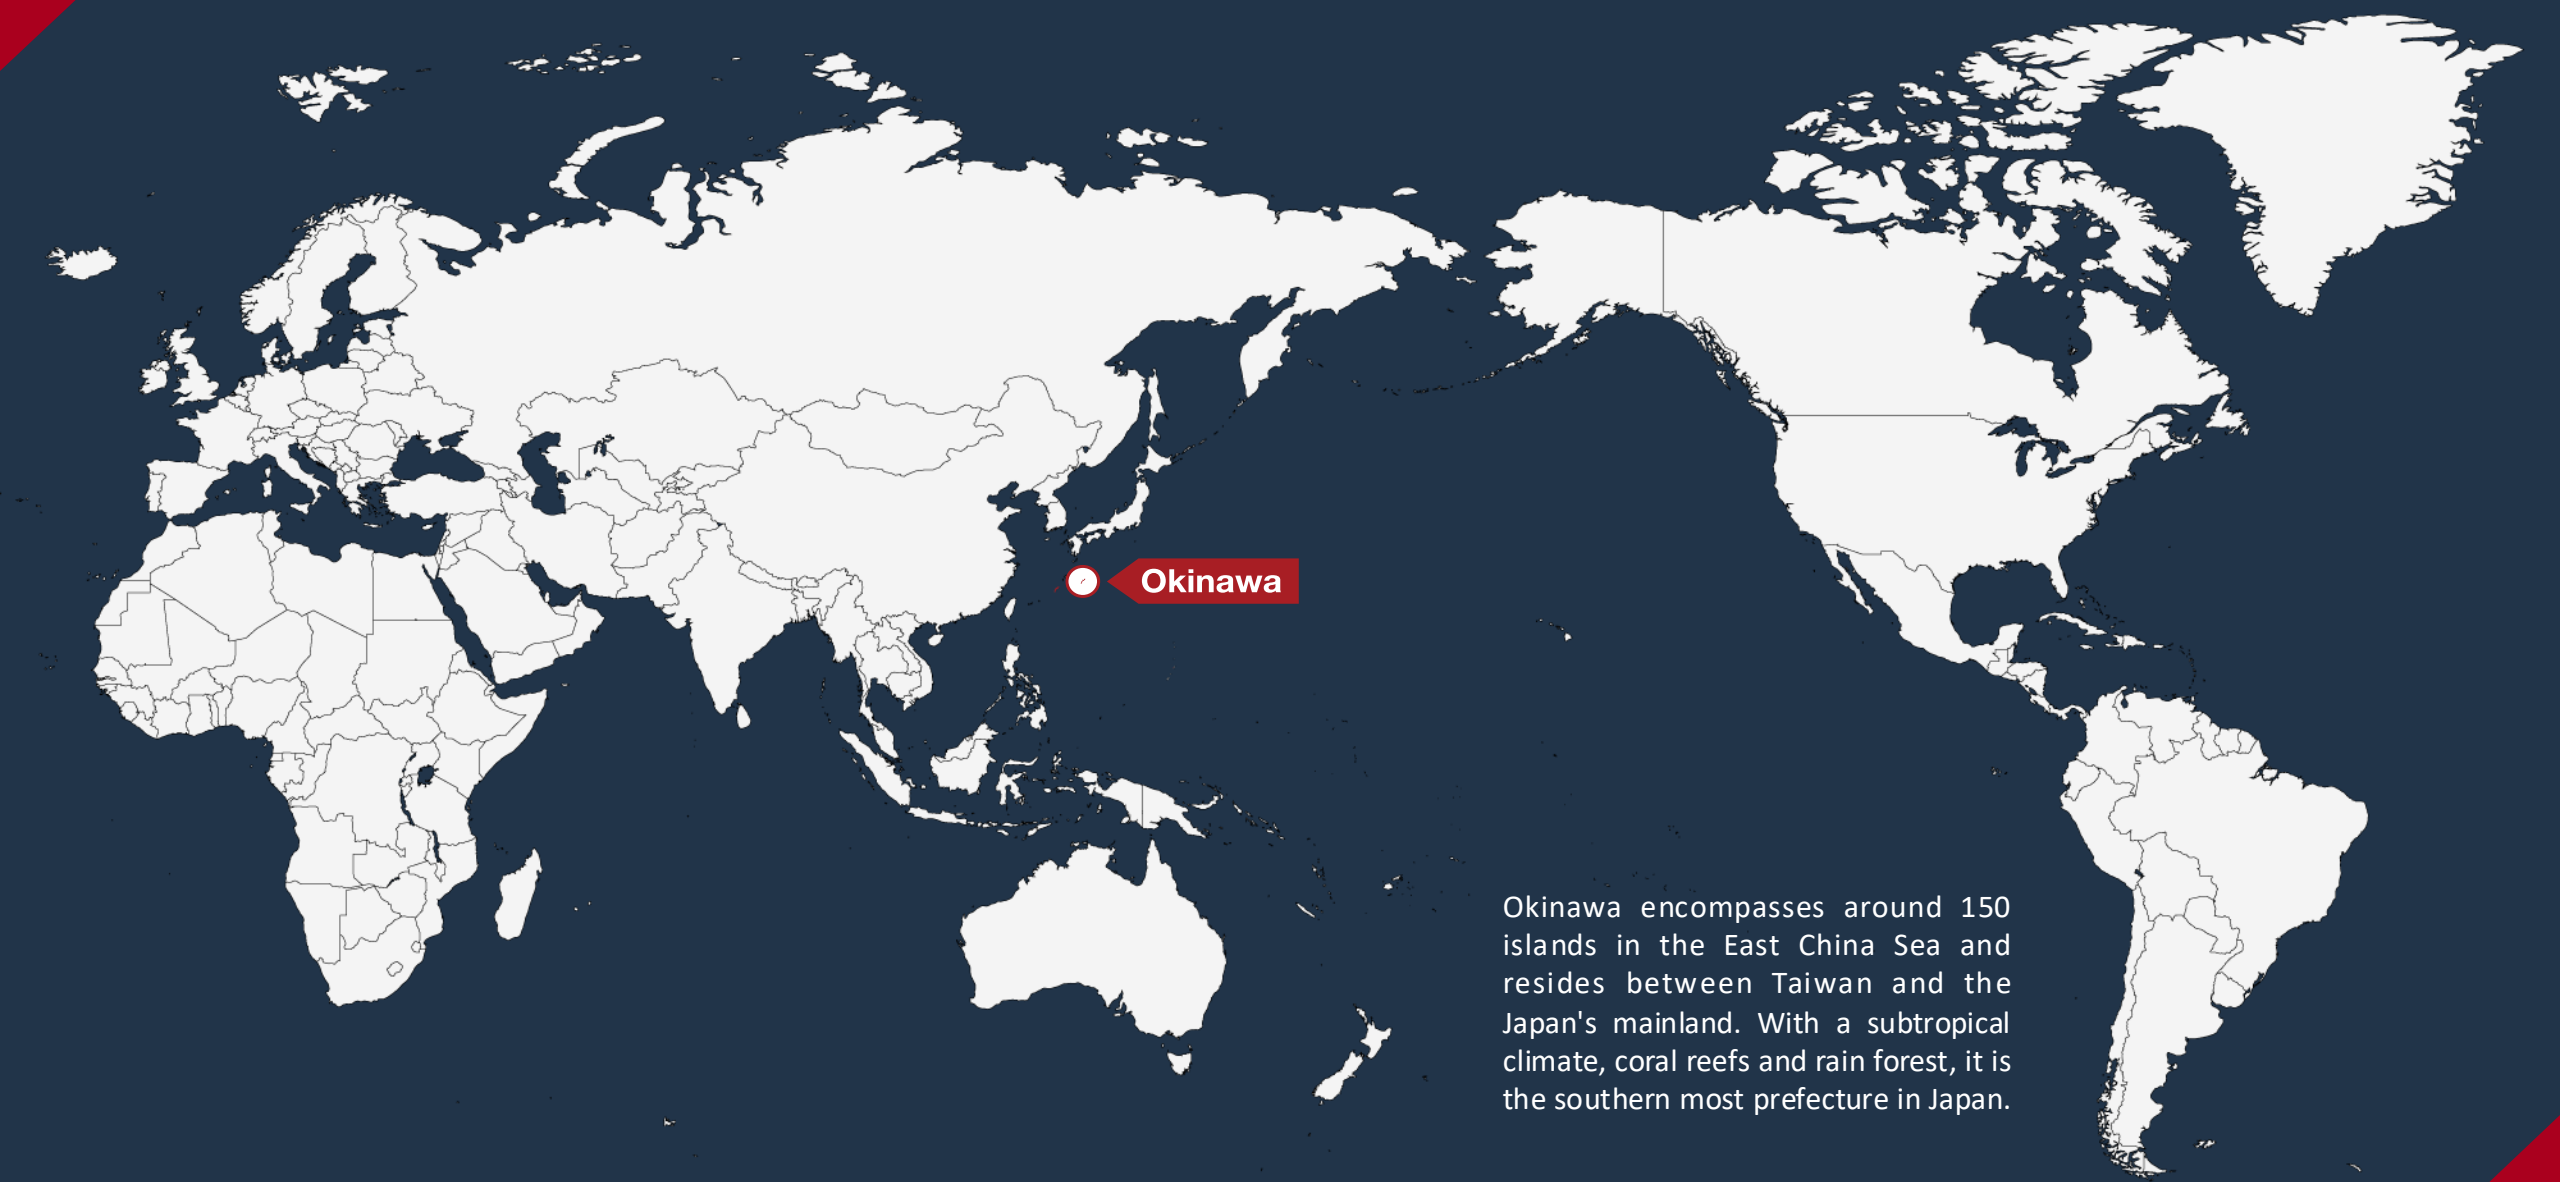 Okinawa
Okinawa encompasses around 150
islands in the East China Sea and
resides between Taiwan and the
Japan's mainland. With a subtropical
climate, coral reefs and rain forest, it is
the southern most prefecture in Japan.